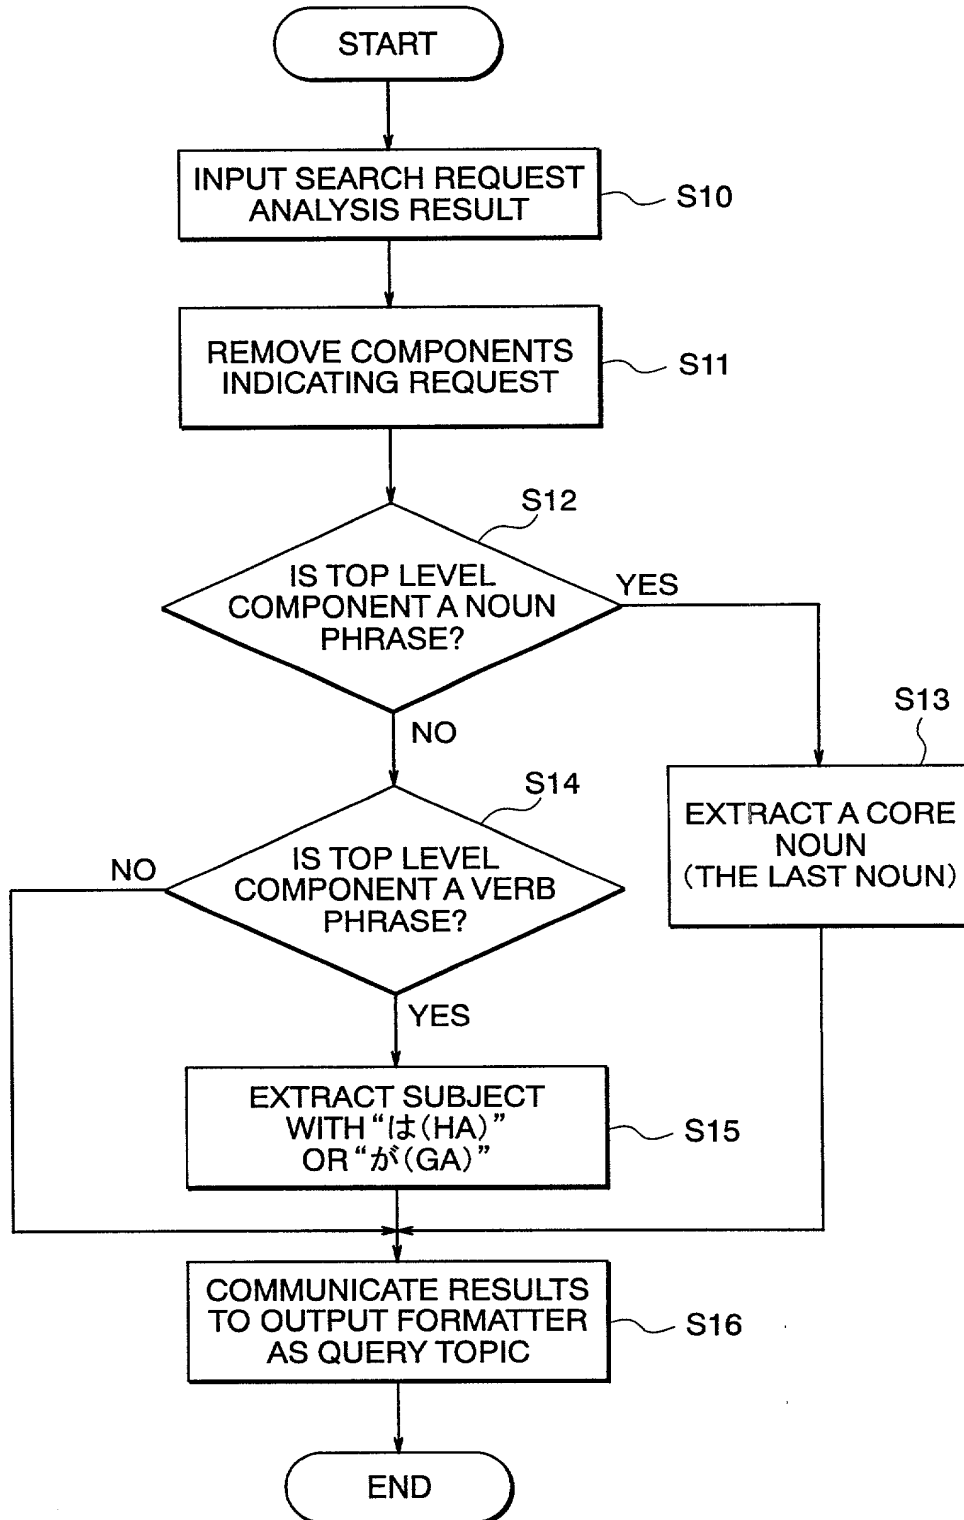 START
INPUT SEARCH REQUEST
ANALYSIS RESULT
S10
REMOVE COMPONENTS
INDICATING REQUEST
S11
S12
IS TOP LEVEL
COMPONENT A NOUN
PHRASE?
YES
NO
S13
EXTRACT A CORE
NOUN
(THE LAST NOUN)
S14
IS TOP LEVEL
COMPONENT A VERB
PHRASE?
NO
YES
EXTRACT SUBJECT
WITH “は(HA)”
OR “が(GA)”
S15
COMMUNICATE RESULTS
TO OUTPUT FORMATTER
AS QUERY TOPIC
S16
END